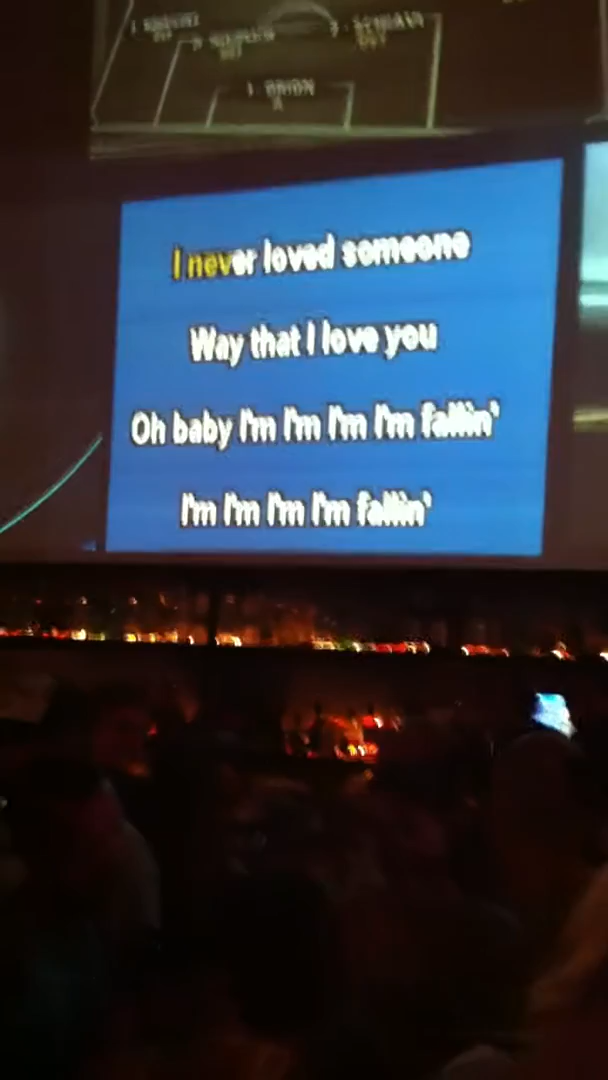 I never loved someone
Way that I love you
Oh baby I'm I'm I'm I'm fallin'
I'm I'm I'm I'm fallin'